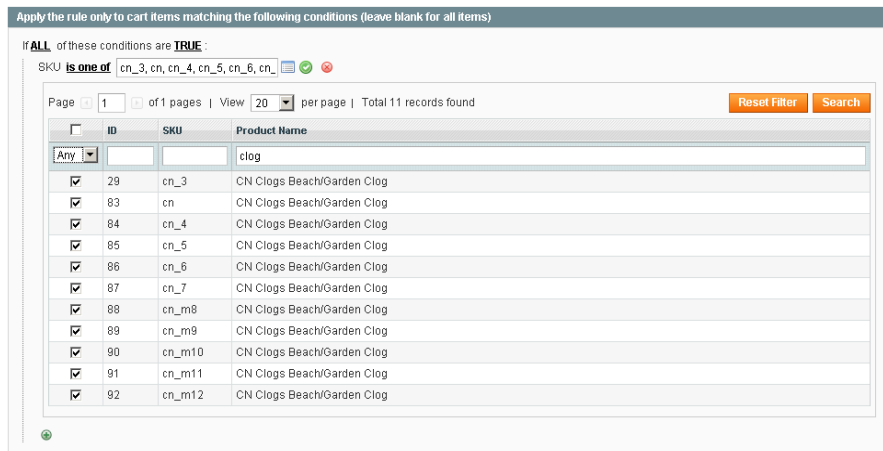 Apply the rule only to cart items matching the following conditions (leave blank for all items)
If ALL of these conditions are TRUE :
SKU is one of cn_3, cn, cn_4, cn_5, cn_6, cn_
Page 1 of 1 pages | View 20 per page | Total 11 records found Reset Filter Search
ID SKU Product Name
Any clog
29 cn_3 CN Clogs Beach/Garden Clog
83 cn CN Clogs Beach/Garden Clog
84 cn_4 CN Clogs Beach/Garden Clog
85 cn_5 CN Clogs Beach/Garden Clog
86 cn_6 CN Clogs Beach/Garden Clog
87 cn_7 CN Clogs Beach/Garden Clog
88 cn_m8 CN Clogs Beach/Garden Clog
89 cn_m9 CN Clogs Beach/Garden Clog
90 cn_m10 CN Clogs Beach/Garden Clog
91 cn_m11 CN Clogs Beach/Garden Clog
92 cn_m12 CN Clogs Beach/Garden Clog